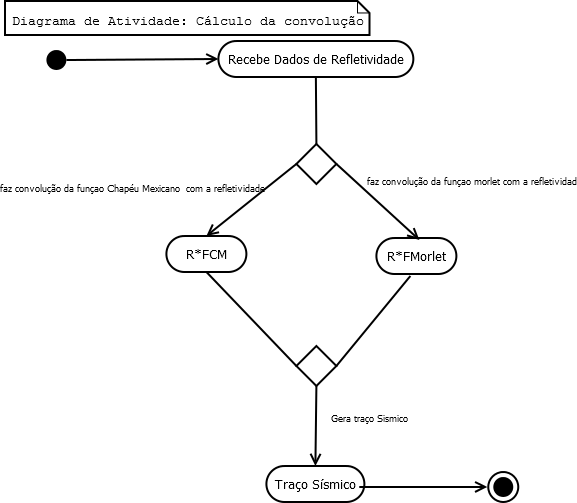 Diagrama de Atividade: Cálculo da convolução
Recebe Dados de Refletividade
faz convolução da funçao Chapéu Mexicano com a refletividade
faz convolução da funçao morlet com a refletividad
R*FCM
R*FMorlet
Gera traço Sismico
Traço Sísmico